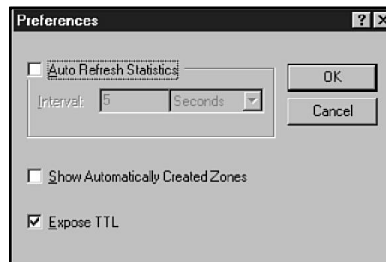 Preferences
Auto Refresh Statistics
OK
Interval: 5 Seconds
Cancel
Show Automatically Created Zones
Expose TTL